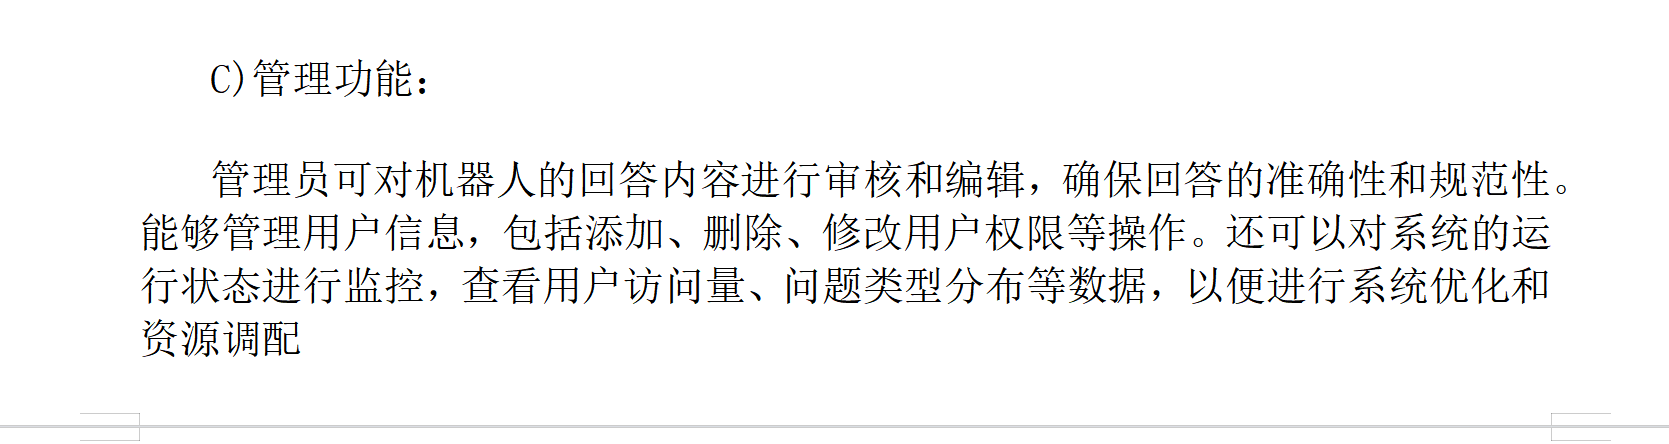 C)管理功能：
管理员可对机器人的回答内容进行审核和编辑，确保回答的准确性和规范性。
能够管理用户信息，包括添加、删除、修改用户权限等操作。还可以对系统的运
行状态进行监控，查看用户访问量、问题类型分布等数据，以便进行系统优化和
资源调配